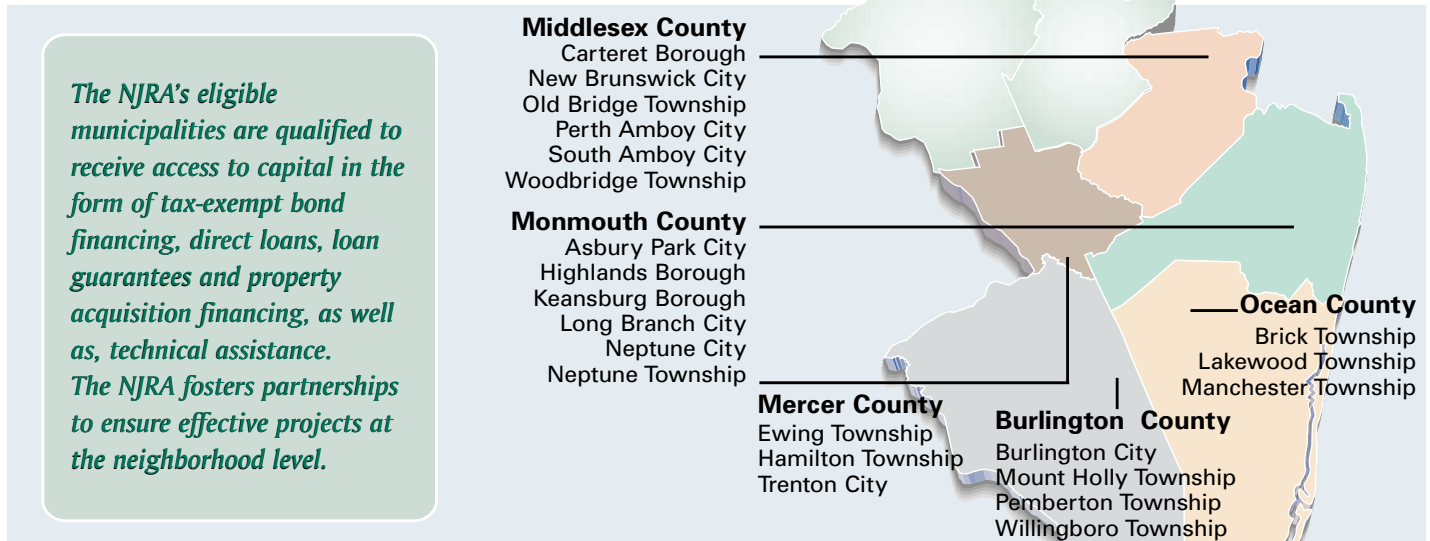 The NJRA's eligible
municipalities are qualified to
receive access to capital in the
form of tax-exempt bond
financing, direct loans, loan
guarantees and property
acquisition financing, as well
as, technical assistance.
The NJRA fosters partnerships
to ensure effective projects at
the neighborhood level.
Middlesex County
Carteret Borough
New Brunswick City
Old Bridge Township
Perth Amboy City
South Amboy City
Woodbridge Township
Monmouth County
Asbury Park City
Highlands Borough
Keansburg Borough
Long Branch City
Neptune City
Neptune Township
Mercer County
Ewing Township
Hamilton Township
Trenton City
Burlington County
Burlington City
Mount Holly Township
Pemberton Township
Willingboro Township
Ocean County
Brick Township
Lakewood Township
Manchester Township